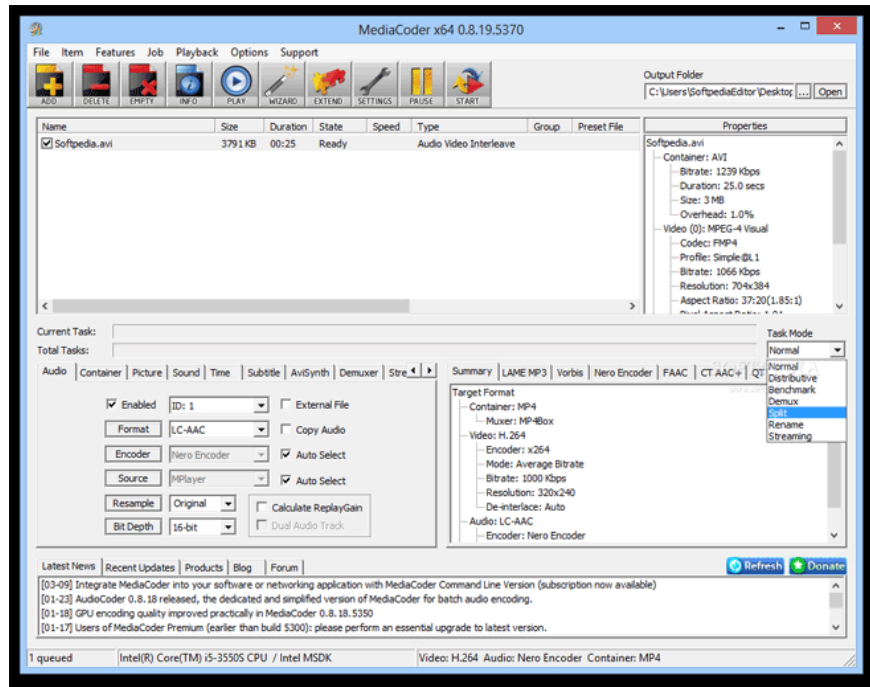 MediaCoder x64 0.8.19.5370
File Item Features Job Playback Options Support
ADD DELETE EMPTY INFO PLAY WIZARD EXTEND SETTINGS PAUSE START
Output Folder
C:\Users\SoftpediaEditor\Desktop ... Open
Name Size Duration State Speed Type Group Preset File
Softpedia.avi 3791 KB 00:25 Ready Audio Video Interleave
Properties
Softpedia.avi
Container: AVI
Bitrate: 1239 Kbps
Duration: 25.0 secs
Size: 3 MB
Overhead: 1.0%
Video (0): MPEG-4 Visual
Codec: FMP4
Profile: Simple@L1
Bitrate: 1066 Kbps
Resolution: 704x384
Aspect Ratio: 37:20(1.85:1)
Current Task:
Total Tasks:
Task Mode
Normal
Normal
Distributive
Benchmark
Demux
Split
Rename
Streaming
Audio Container Picture Sound Time Subtitle AviSynth Demuxer Stre
Enabled ID: 1 External File
Format LC-AAC Copy Audio
Encoder Nero Encoder Auto Select
Source MPlayer Auto Select
Resample Original Calculate ReplayGain
Bit Depth 16-bit Dual Audio Track
Summary LAME MP3 Vorbis Nero Encoder FAAC CT AAC+ QT
Target Format
Container: MP4
Muxer: MP4Box
Video: H.264
Encoder: x264
Mode: Average Bitrate
Bitrate: 1000 Kbps
Resolution: 320x240
De-interlace: Auto
Audio: LC-AAC
Encoder: Nero Encoder
Latest News Recent Updates Products Blog Forum
Refresh Donate
[03-09] Integrate MediaCoder into your software or networking application with MediaCoder Command Line Version (subscription now available)
[01-23] AudioCoder 0.8.18 released, the dedicated and simplified version of MediaCoder for batch audio encoding.
[01-18] GPU encoding quality improved practically in MediaCoder 0.8.18.5350
[01-17] Users of MediaCoder Premium (earlier than build 5300): please perform an essential upgrade to latest version.
1 queued Intel(R) Core(TM) i5-3550S CPU / Intel MSDK Video: H.264 Audio: Nero Encoder Container: MP4